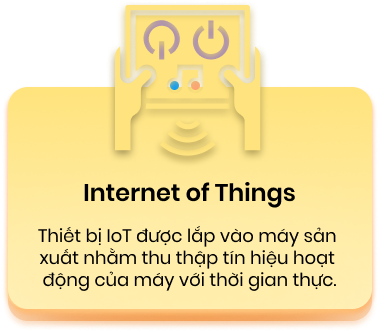 Internet of Things
Thiết bị IoT được lắp vào máy sản
xuất nhằm thu thập tín hiệu hoạt
động của máy với thời gian thực.